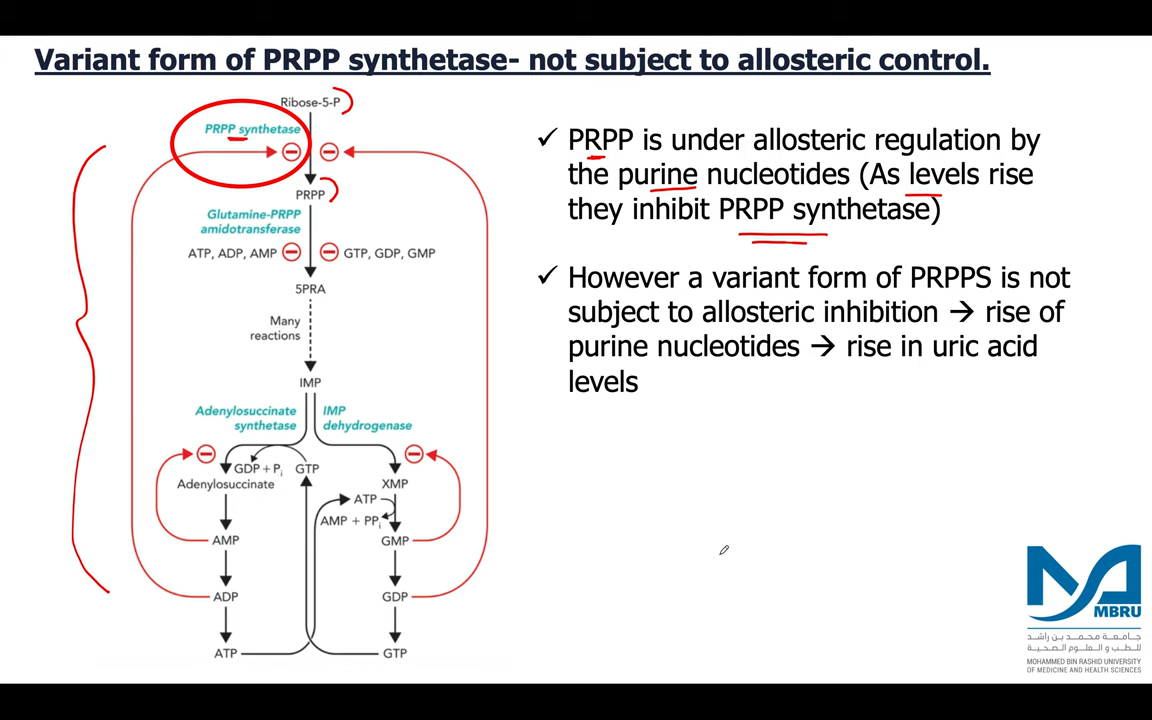 Variant form of PRPP synthetase- not subject to allosteric control.
Ribose-5-P
PRPP synthetase
PRPP
Glutamine-PRPP
amidotransferase
ATP, ADP, AMP
GTP, GDP, GMP
5PRA
Many
reactions
IMP
Adenylosuccinate
synthetase
IMP
dehydrogenase
GDP + Pi
GTP
Adenylosuccinate
XMP
ATP
AMP + PPi
AMP
GMP
ADP
GDP
ATP
GTP
✓ PRPP is under allosteric regulation by
the purine nucleotides (As levels rise
they inhibit PRPP synthetase)
✓ However a variant form of PRPPS is not
subject to allosteric inhibition → rise of
purine nucleotides → rise in uric acid
levels
MBRU
جامعة محمد بن راشد
للطب و العلوم الصحية
MOHAMMED BIN RASHID UNIVERSITY
OF MEDICINE AND HEALTH SCIENCES